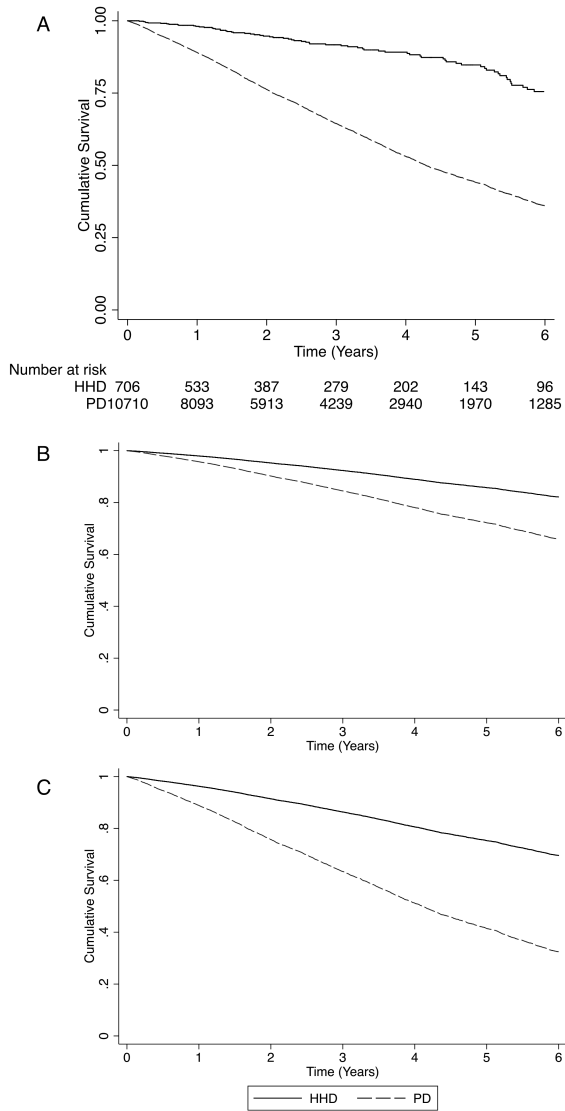 A
Cumulative Survival
1.00
0.75
0.50
0.25
0.00
0 1 2 3 4 5 6
Time (Years)
Number at risk
HHD 706 533 387 279 202 143 96
PD10710 8093 5913 4239 2940 1970 1285
B
Cumulative Survival
1
.8
.6
.4
.2
0
0 1 2 3 4 5 6
Time (Years)
C
Cumulative Survival
1
.8
.6
.4
.2
0
0 1 2 3 4 5 6
Time (Years)
HHD PD